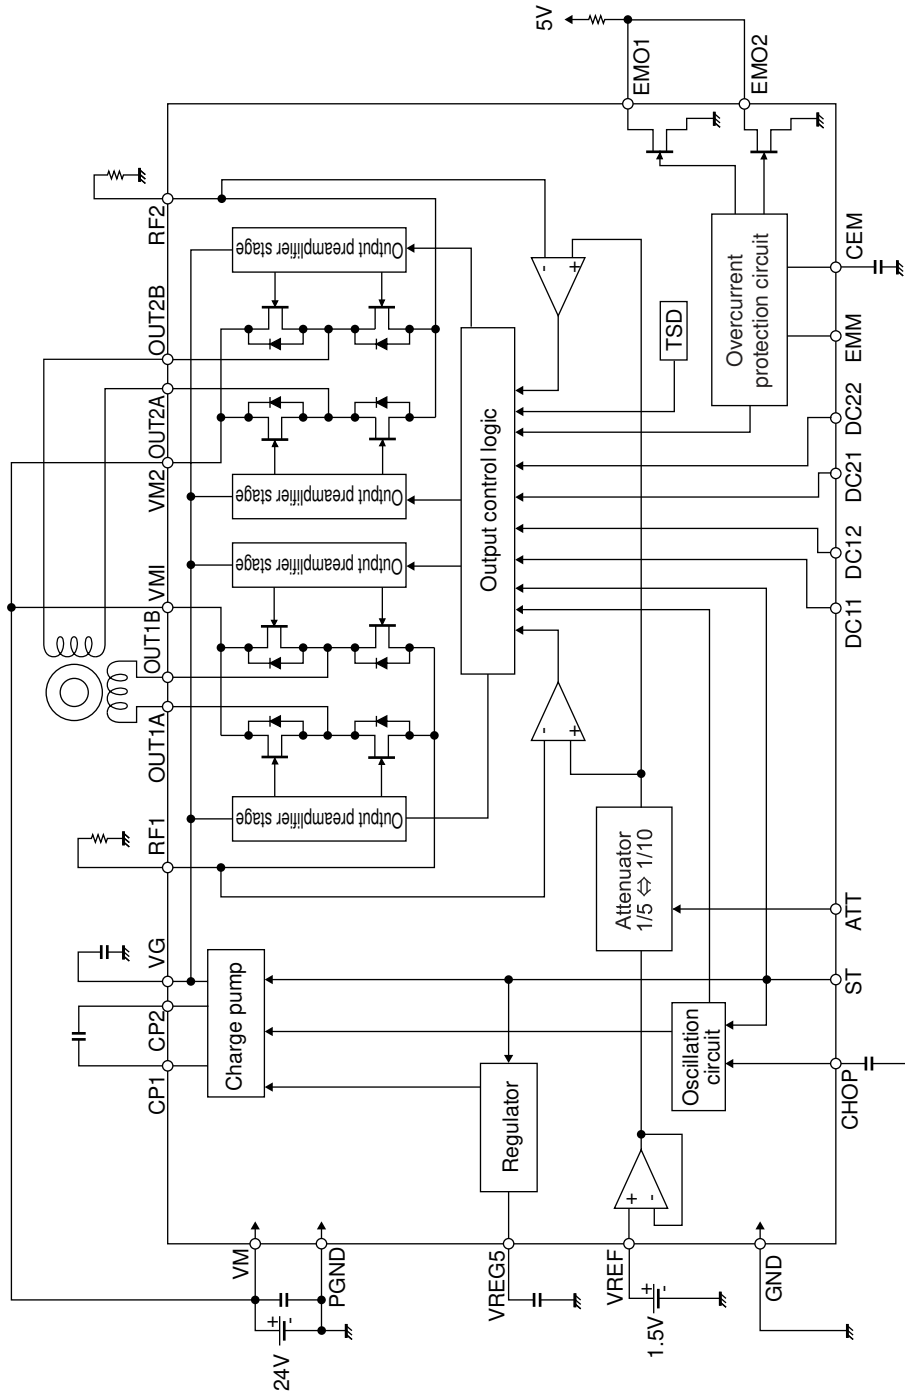 CP1
CP2
VG
RF1
OUT1A
OUT1B
VMI
VM2
OUT2A
OUT2B
RF2
VM
PGND
24V
+
-
Charge pump
Output preamplifier stage
Output preamplifier stage
Output preamplifier stage
Output preamplifier stage
VREG5
Regulator
Output control logic
-
+
-
+
5V
EMO1
EMO2
VREF
1.5V
+
-
+
-
Attenuator
1/5 ⇔ 1/10
TSD
Oscillation
circuit
Overcurrent
protection circuit
GND
CHOP
ST
ATT
DC11
DC12
DC21
DC22
EMM
CEM